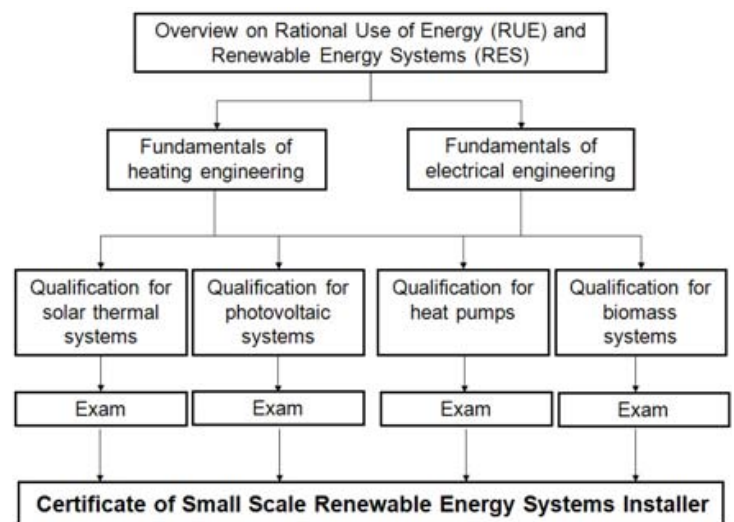 Overview on Rational Use of Energy (RUE) and
Renewable Energy Systems (RES)
Fundamentals of
heating engineering
Fundamentals of
electrical engineering
Qualification for
solar thermal
systems
Qualification for
photovoltaic
systems
Qualification for
heat pumps
Qualification for
biomass
systems
Exam
Exam
Exam
Exam
Certificate of Small Scale Renewable Energy Systems Installer